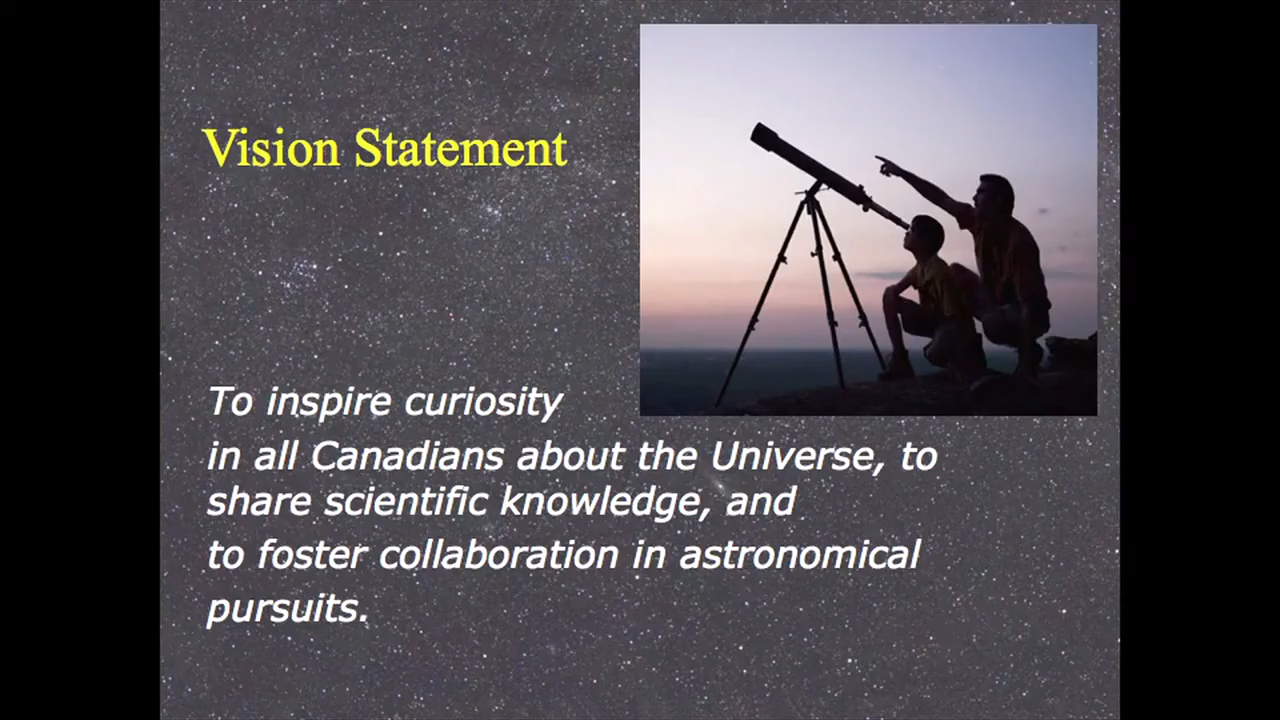 Vision Statement
To inspire curiosity
in all Canadians about the Universe, to
share scientific knowledge, and
to foster collaboration in astronomical
pursuits.